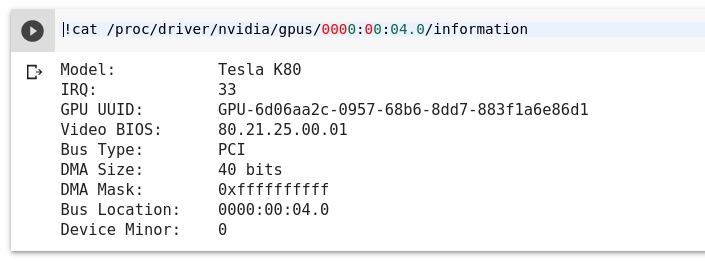 !cat /proc/driver/nvidia/gpus/0000:00:04.0/information
Model: Tesla K80
IRQ: 33
GPU UUID: GPU-6d06aa2c-0957-68b6-8dd7-883f1a6e86d1
Video BIOS: 80.21.25.00.01
Bus Type: PCI
DMA Size: 40 bits
DMA Mask: 0xffffffffff
Bus Location: 0000:00:04.0
Device Minor: 0